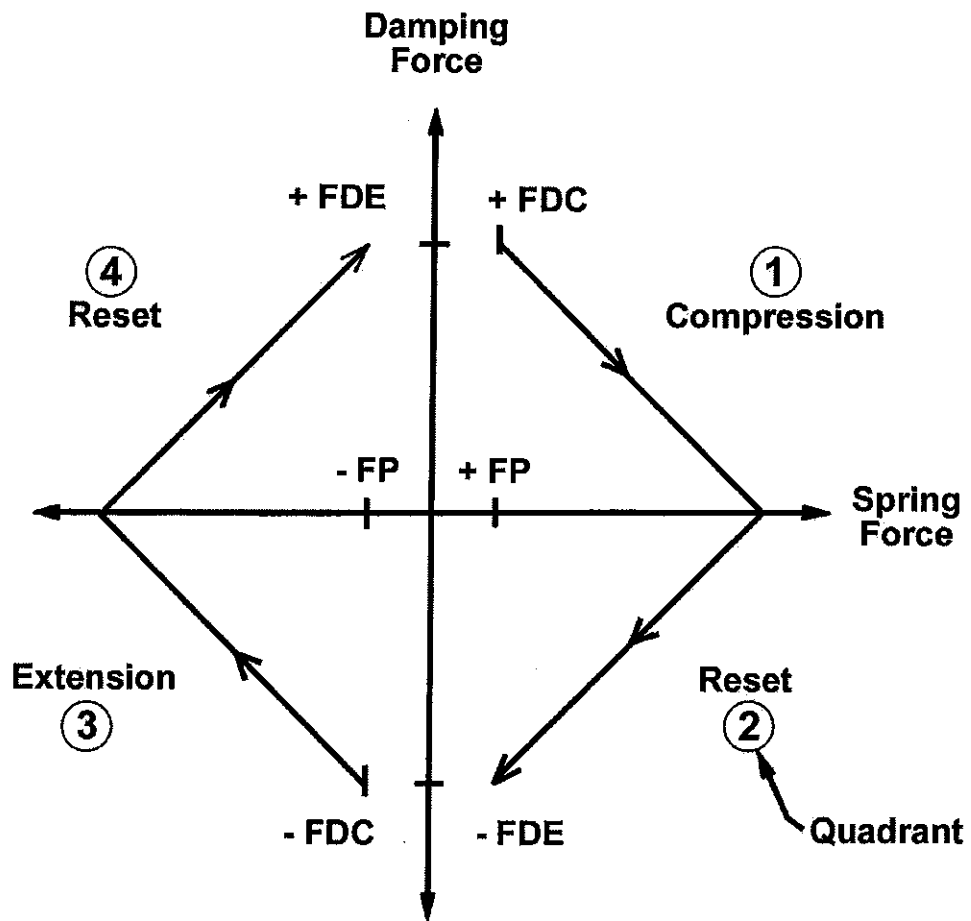 Damping
Force
+ FDE
+ FDC
4
Reset
1
Compression
- FP
+ FP
Spring
Force
Extension
3
Reset
2
- FDC
- FDE
Quadrant